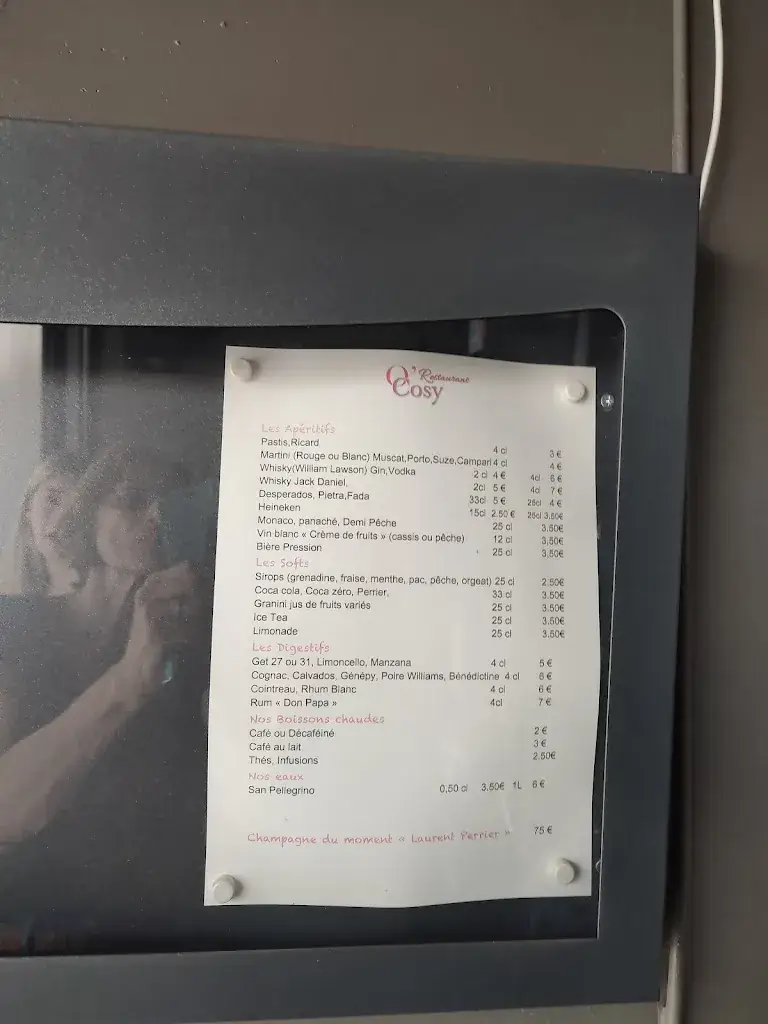 O' Restaurant
Cosy
Les Apéritifs
Pastis,Ricard 4 cl 3 €
Martini (Rouge ou Blanc) Muscat,Porto,Suze,Campari 4 cl 4 €
Whisky(William Lawson) Gin,Vodka 2 cl 4 € 4cl 6 €
Whisky Jack Daniel, 2cl 5 € 4cl 7 €
Desperados, Pietra,Fada 33cl 5 € 25cl 4 €
Heineken 15cl 2.50 € 25cl 3,50€
Monaco, panaché, Demi Pêche 25 cl 3.50€
Vin blanc « Crème de fruits » (cassis ou pêche) 12 cl 3,50€
Bière Pression 25 cl 3,50€
Les Softs
Sirops (grenadine, fraise, menthe, pac, pêche, orgeat) 25 cl 2.50€
Coca cola, Coca zéro, Perrier, 33 cl 3.50€
Granini jus de fruits variés 25 cl 3.50€
Ice Tea 25 cl 3.50€
Limonade 25 cl 3.50€
Les Digestifs
Get 27 ou 31, Limoncello, Manzana 4 cl 5 €
Cognac, Calvados, Génépy, Poire Williams, Bénédictine 4 cl 6 €
Cointreau, Rhum Blanc 4 cl 6 €
Rum « Don Papa » 4cl 7 €
Nos Boissons chaudes
Café ou Décaféiné 2 €
Café au lait 3 €
Thés, Infusions 2.50€
Nos eaux
San Pellegrino 0,50 cl 3.50€ 1L 6 €
Champagne du moment « Laurent Perrier » 75 €